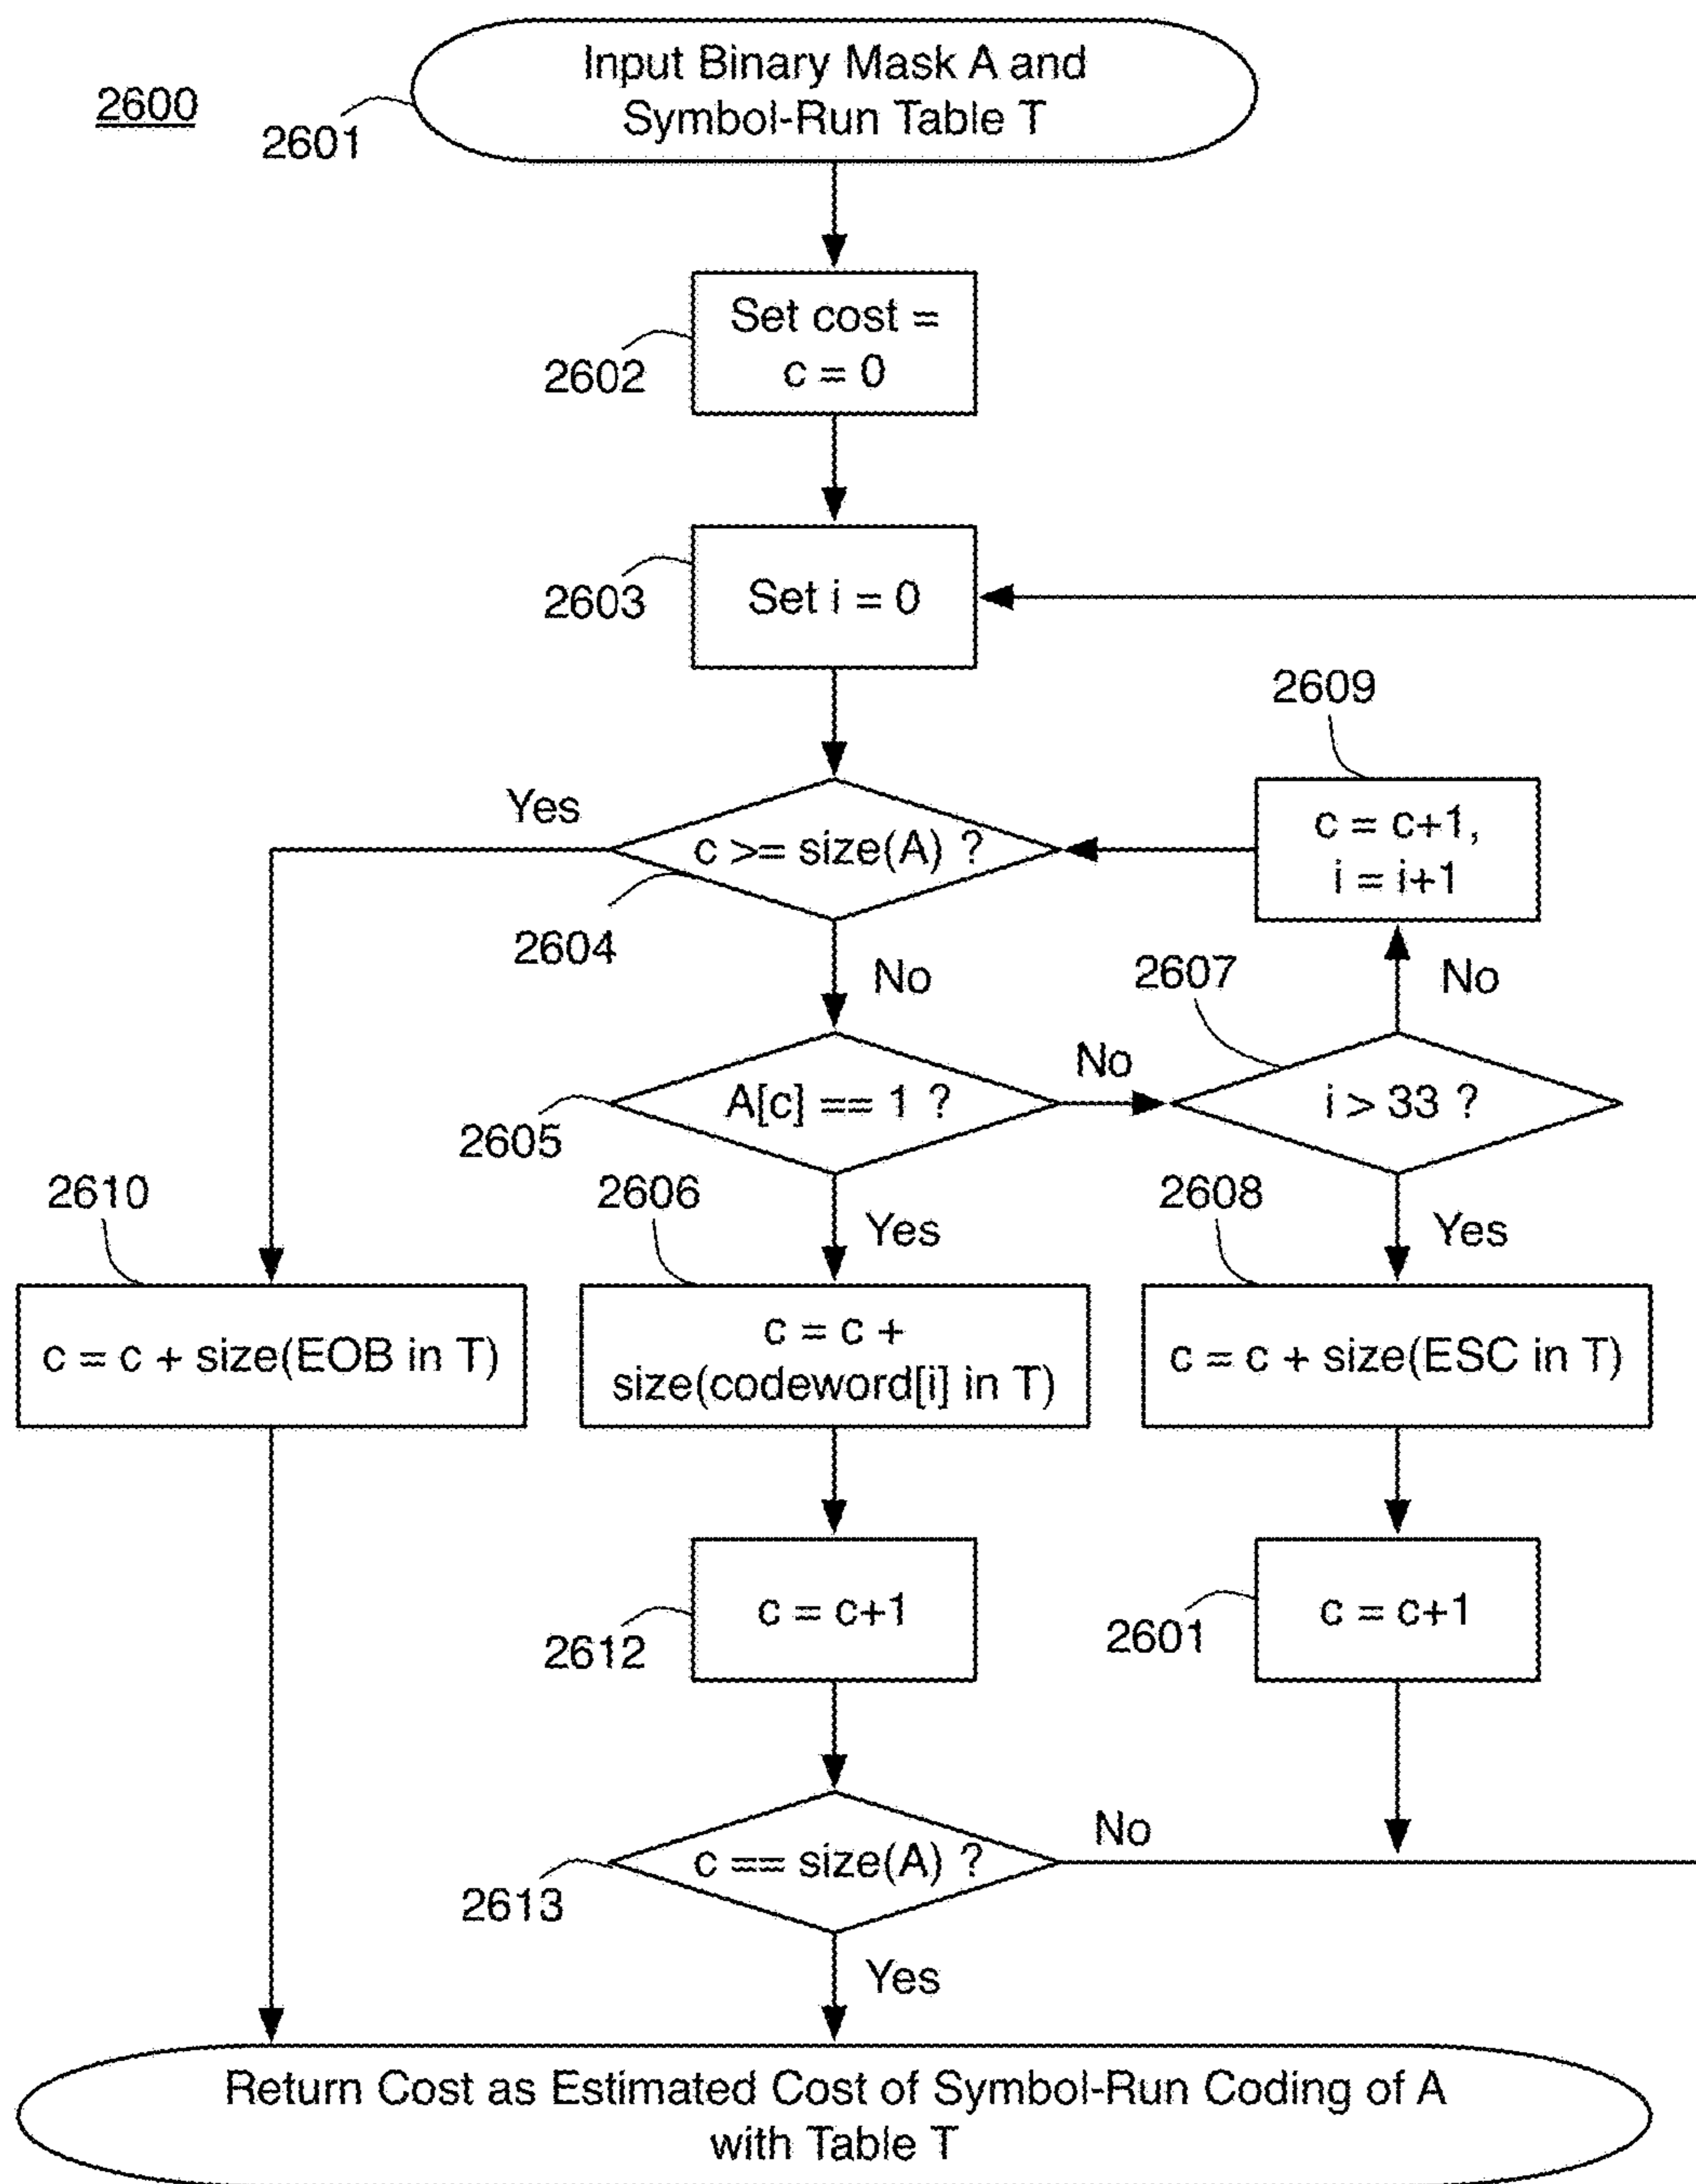 2600
2601
Input Binary Mask A and
Symbol-Run Table T
2602
Set cost =
c = 0
2603
Set i = 0
2609
c = c+1,
i = i+1
Yes
c >= size(A) ?
2604
No
2607
No
2605
A[c] == 1 ?
No
i > 33 ?
2610
2606
Yes
2608
Yes
c = c + size(EOB in T)
c = c +
size(codeword[i] in T)
c = c + size(ESC in T)
2612
c = c+1
2601
c = c+1
2613
c == size(A) ?
No
Yes
Return Cost as Estimated Cost of Symbol-Run Coding of A
with Table T